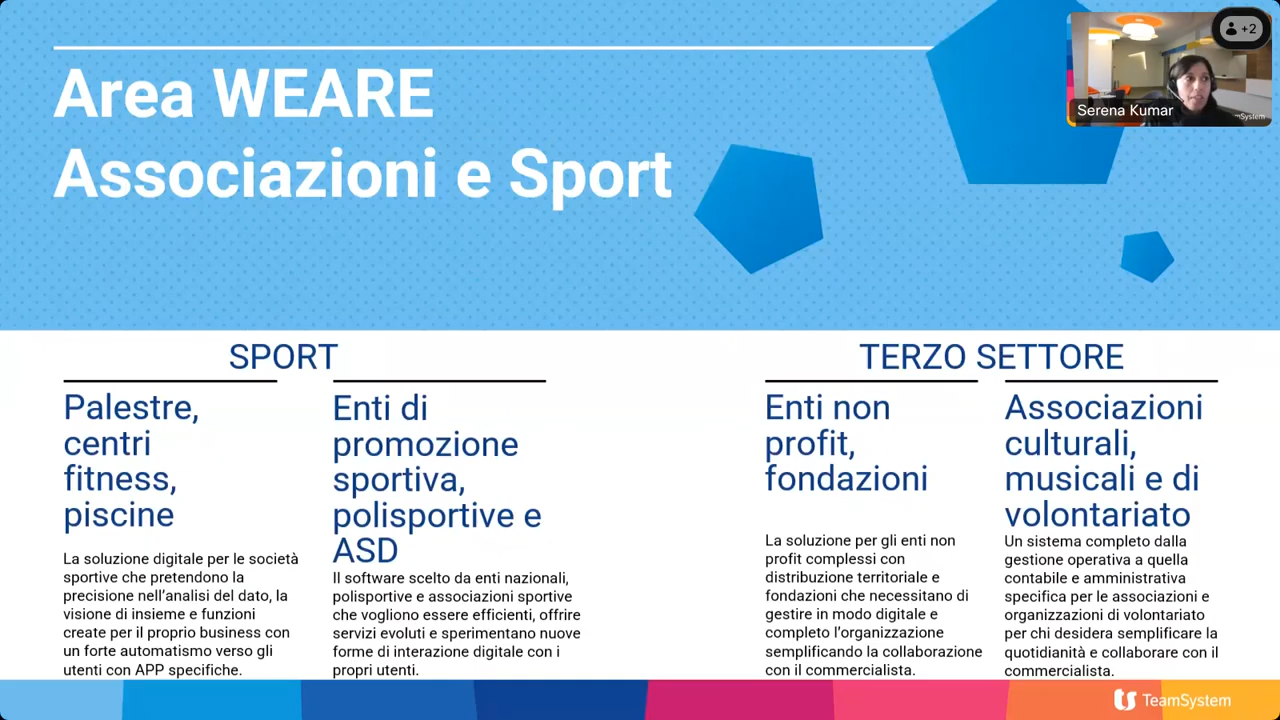 Area WEARE
Associazioni e Sport
+2
Serena Kumar
mSystem
SPORT
Palestre,
centri
fitness,
piscine
La soluzione digitale per le società
sportive che pretendono la
precisione nell’analisi del dato, la
visione di insieme e funzioni
create per il proprio business con
un forte automatismo verso gli
utenti con APP specifiche.
Enti di
promozione
sportiva,
polisportive e
ASD
Il software scelto da enti nazionali,
polisportive e associazioni sportive
che vogliono essere efficienti, offrire
servizi evoluti e sperimentano nuove
forme di interazione digitale con i
propri utenti.
TERZO SETTORE
Enti non
profit,
fondazioni
La soluzione per gli enti non
profit complessi con
distribuzione territoriale e
fondazioni che necessitano di
gestire in modo digitale e
completo l’organizzazione
semplificando la collaborazione
con il commercialista.
Associazioni
culturali,
musicali e di
volontariato
Un sistema completo dalla
gestione operativa a quella
contabile e amministrativa
specifica per le associazioni e
organizzazioni di volontariato
per chi desidera semplificare la
quotidianità e collaborare con il
commercialista.
TeamSystem